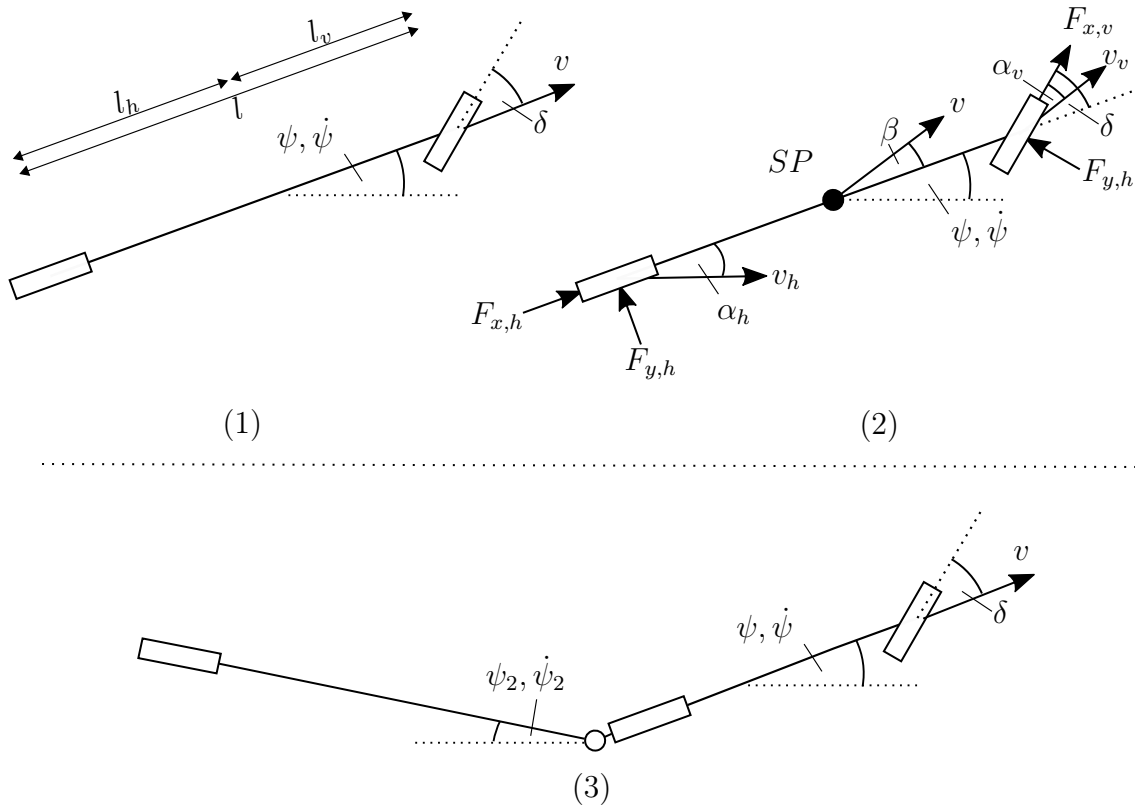 l_v
l_h
l
v
δ
ψ, ψ̇
(1)
F_{x,v}
α_v
v_v
δ
v
β
SP
F_{y,h}
ψ, ψ̇
v_h
α_h
F_{x,h}
F_{y,h}
(2)
v
δ
ψ, ψ̇
ψ_2, ψ̇_2
(3)